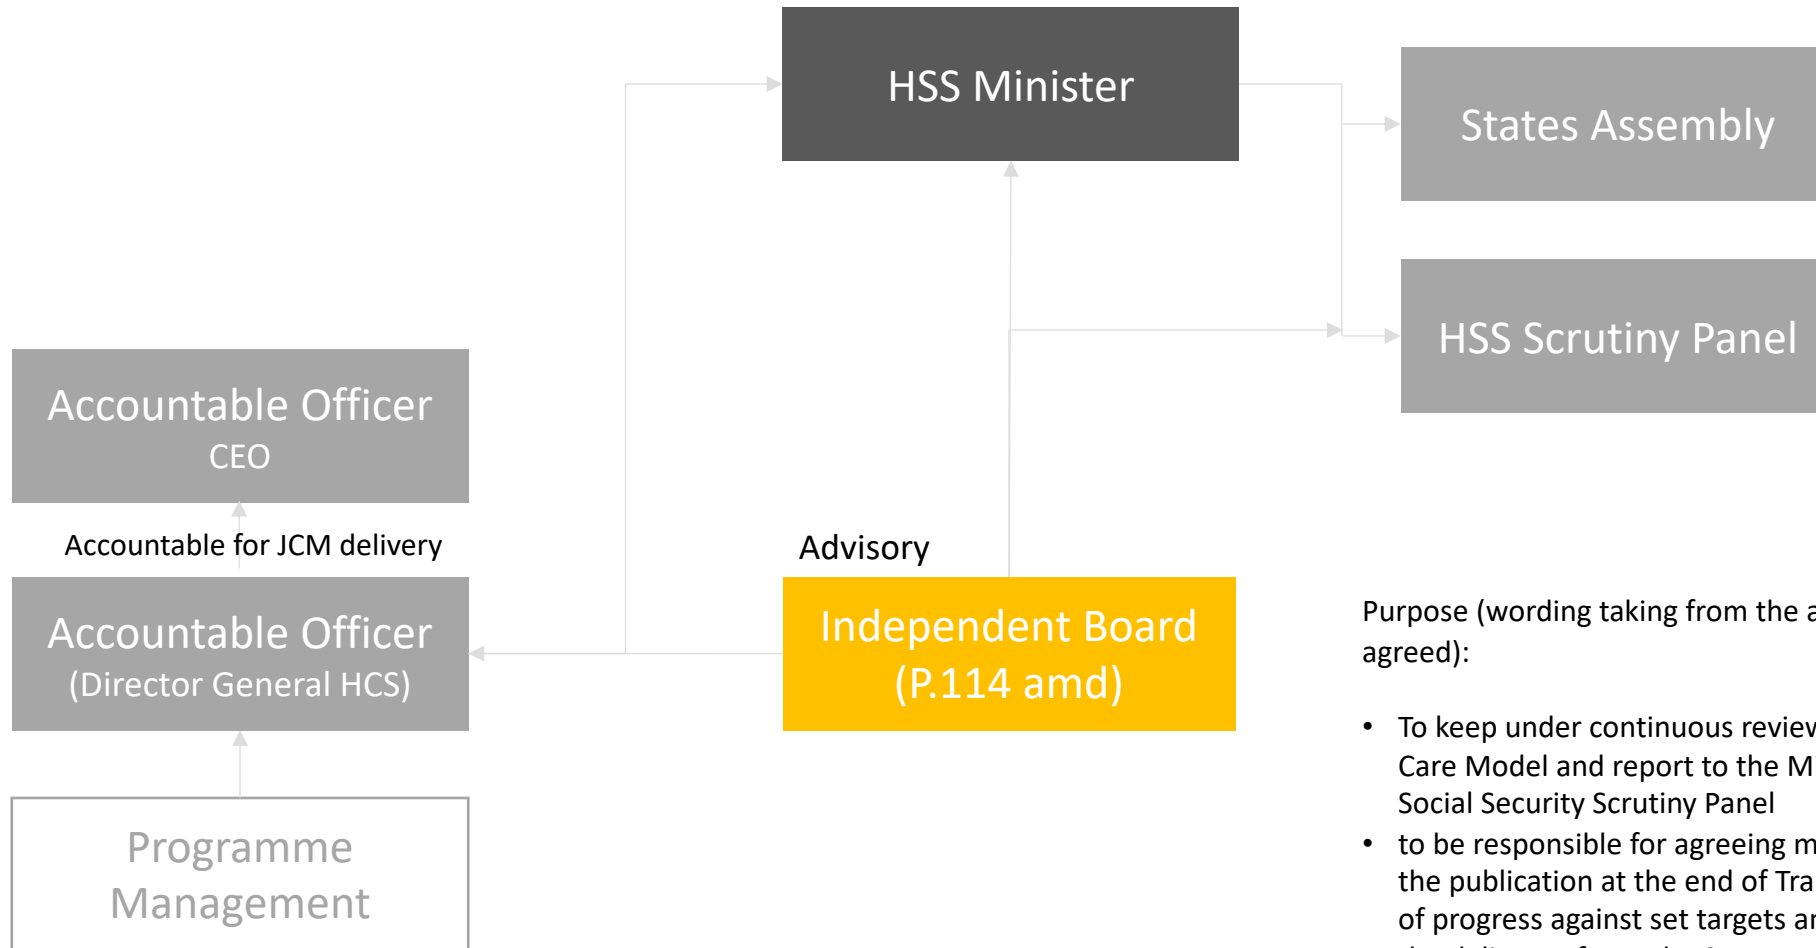 HSS Minister
States Assembly
HSS Scrutiny Panel
Accountable Officer
CEO
Accountable for JCM delivery
Accountable Officer
(Director General HCS)
Programme
Management
Advisory
Independent Board
(P.114 amd)
Purpose (wording taking from the
agreed):
• To keep under continuous review
Care Model and report to the
Social Security Scrutiny Panel
• to be responsible for agreeing
the publication at the end of
of progress against set targets